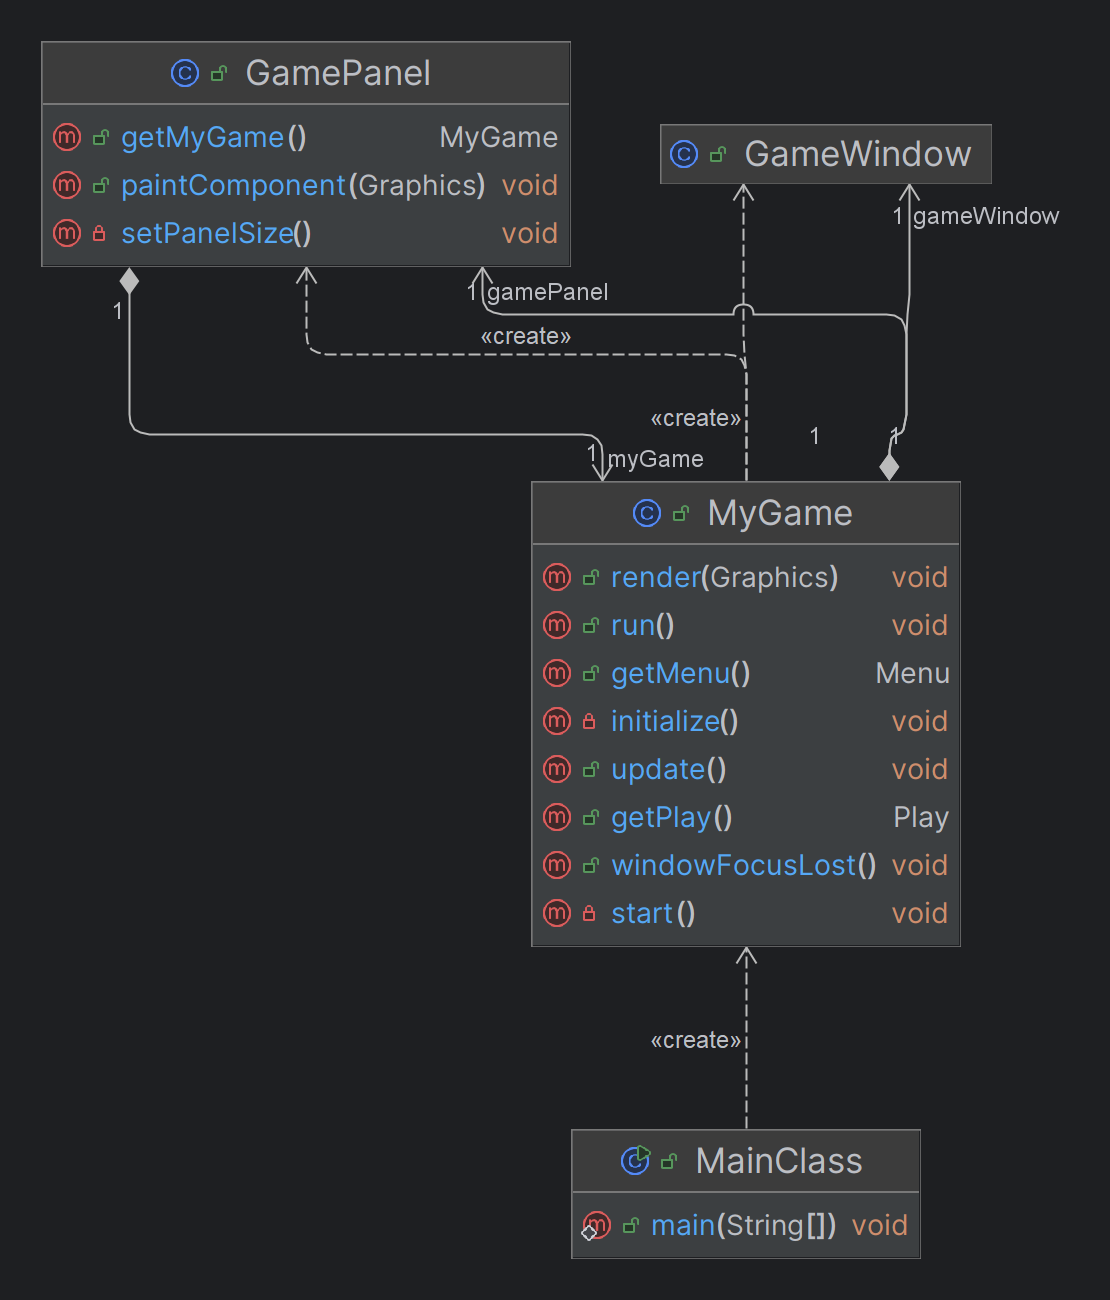 GamePanel
getMyGame() MyGame
paintComponent(Graphics) void
setPanelSize() void
GameWindow
1 gameWindow
1 gamePanel
1
«create»
«create»
1 1
1 myGame
MyGame
render(Graphics) void
run() void
getMenu() Menu
initialize() void
update() void
getPlay() Play
windowFocusLost() void
start() void
«create»
MainClass
main(String[]) void